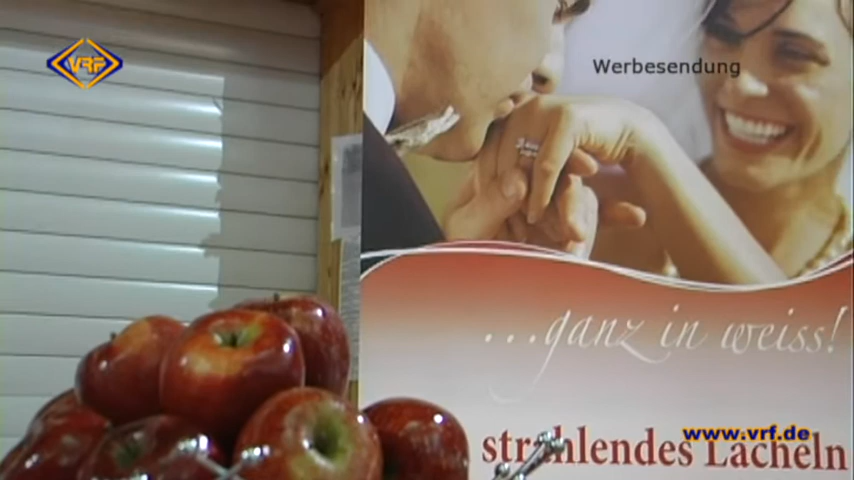 VRF
Werbesendung
...ganz in weiss!
www.vrf.de
strahlendes Lächeln